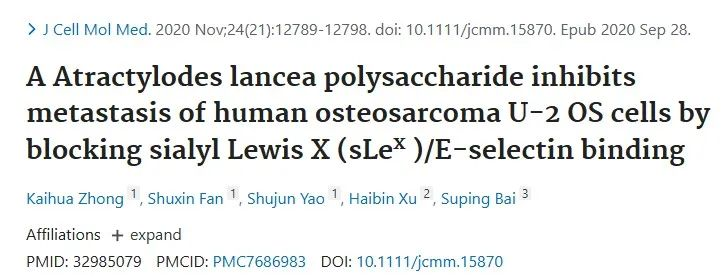 > J Cell Mol Med. 2020 Nov;24(21):12789-12798. doi: 10.1111/jcmm.15870. Epub 2020 Sep 28.
A Atractylodes lancea polysaccharide inhibits
metastasis of human osteosarcoma U-2 OS cells by
blocking sialyl Lewis X (sLeˣ )/E-selectin binding
Kaihua Zhong 1, Shuxin Fan 1, Shujun Yao 1, Haibin Xu 2, Suping Bai 3
Affiliations + expand
PMID: 32985079 PMCID: PMC7686983 DOI: 10.1111/jcmm.15870